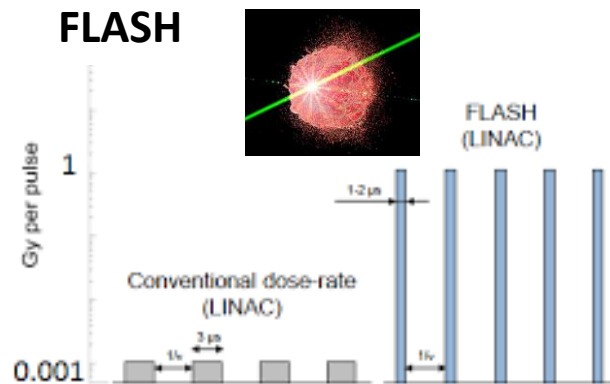 FLASH
FLASH
(LINAC)
1
1-2 µs
Gy per pulse
Conventional dose-rate
(LINAC)
3 µs
1/v
1/v
0.001